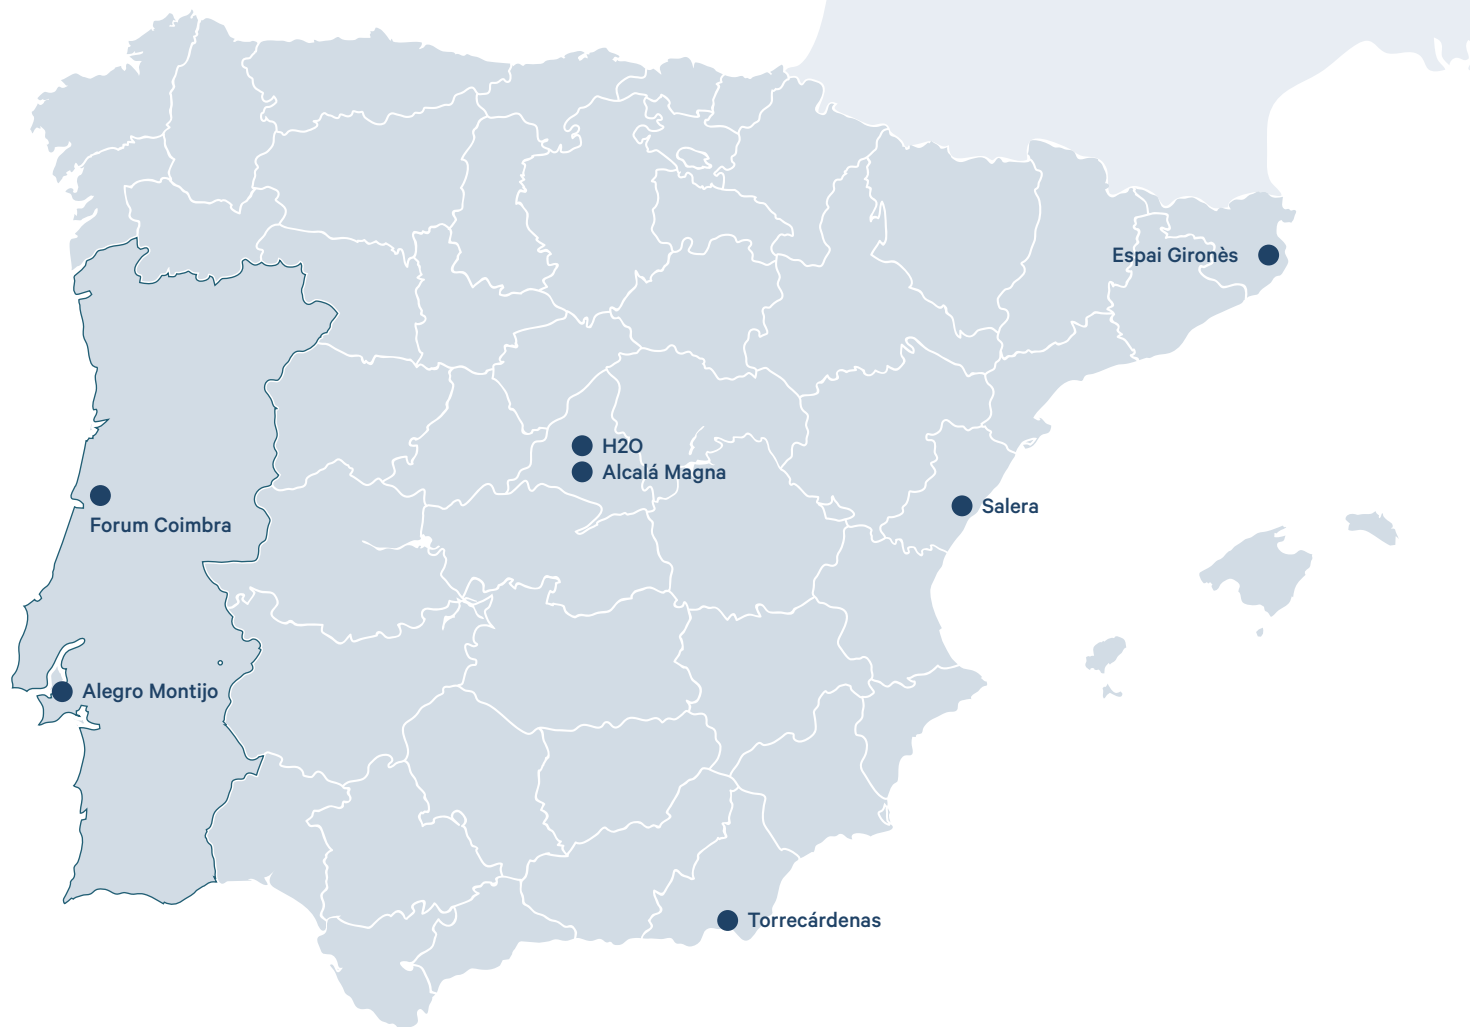 Espai Gironès
H2O
Alcalá Magna
Salera
Forum Coimbra
Alegro Montijo
Torrecárdenas